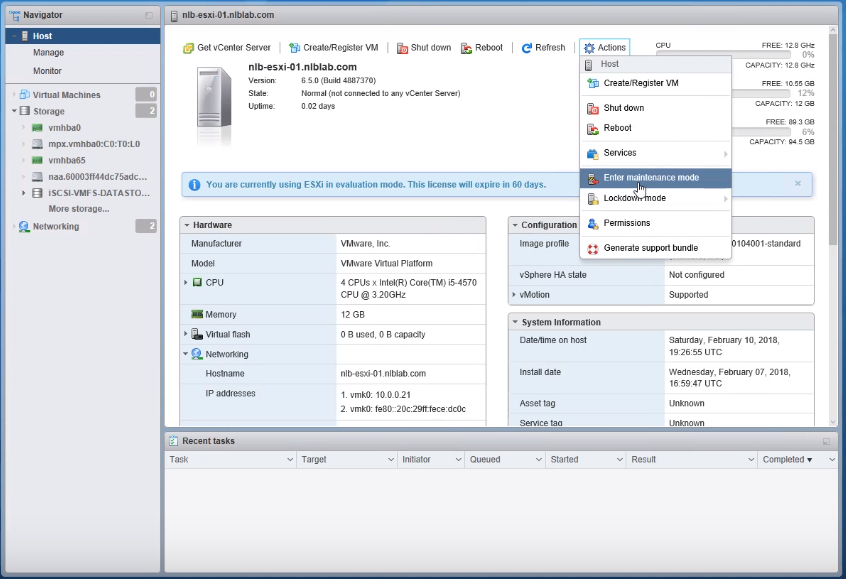 Navigator
Host
Manage
Monitor
Virtual Machines 0
Storage 2
vmhba0
mpx.vmhba0:C0:T0:L0
vmhba65
naa.60003ff44dc75adc...
iSCSI-VMFS-DATASTO...
More storage...
Networking 2
nlb-esxi-01.nlblab.com
Get vCenter Server
Create/Register VM
Shut down
Reboot
Refresh
Actions
nlb-esxi-01.nlblab.com
Version: 6.5.0 (Build 4887370)
State: Normal (not connected to any vCenter Server)
Uptime: 0.02 days
CPU FREE: 12.8 GHz
0%
CAPACITY: 12.8 GHz
FREE: 10.55 GB
12%
CAPACITY: 12 GB
FREE: 89.3 GB
6%
CAPACITY: 94.5 GB
Host
Create/Register VM
Shut down
Reboot
Services
Enter maintenance mode
Lockdown mode
Permissions
Generate support bundle
You are currently using ESXi in evaluation mode. This license will expire in 60 days.
Hardware
Manufacturer VMware, Inc.
Model VMware Virtual Platform
CPU 4 CPUs x Intel(R) Core(TM) i5-4570
CPU @ 3.20GHz
Memory 12 GB
Virtual flash 0 B used, 0 B capacity
Networking
Hostname nlb-esxi-01.nlblab.com
IP addresses 1. vmk0: 10.0.0.21
2. vmk0: fe80::20c:29ff:fece:dc0c
Configuration
Image profile 0104001-standard
vSphere HA state Not configured
vMotion Supported
System Information
Date/time on host Saturday, February 10, 2018,
19:26:55 UTC
Install date Wednesday, February 07, 2018,
16:59:47 UTC
Asset tag Unknown
Service tag Unknown
Recent tasks
Task Target Initiator Queued Started Result Completed